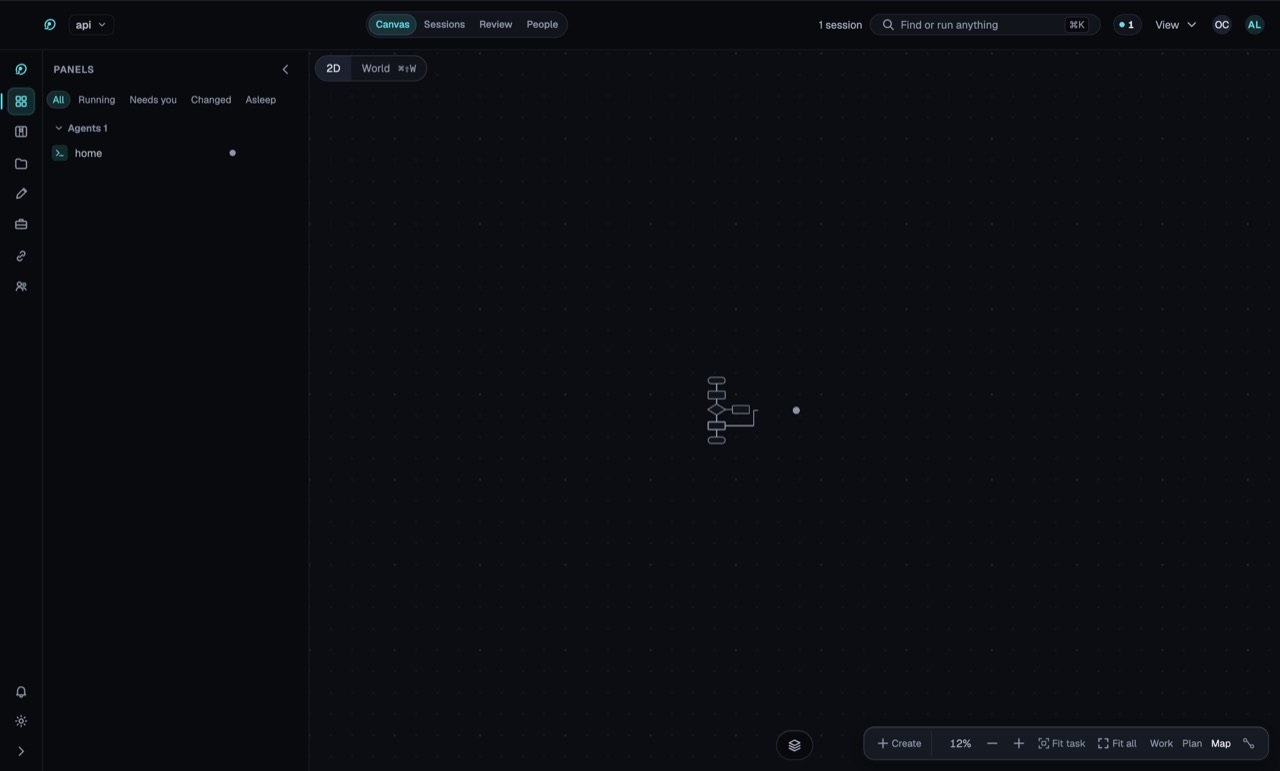 api
Canvas Sessions Review People
1 session
Find or run anything ⌘K
1
View
OC
AL
PANELS
2D World ⌘⇧W
All Running Needs you Changed Asleep
Agents 1
home
Create 12% Fit task Fit all Work Plan Map